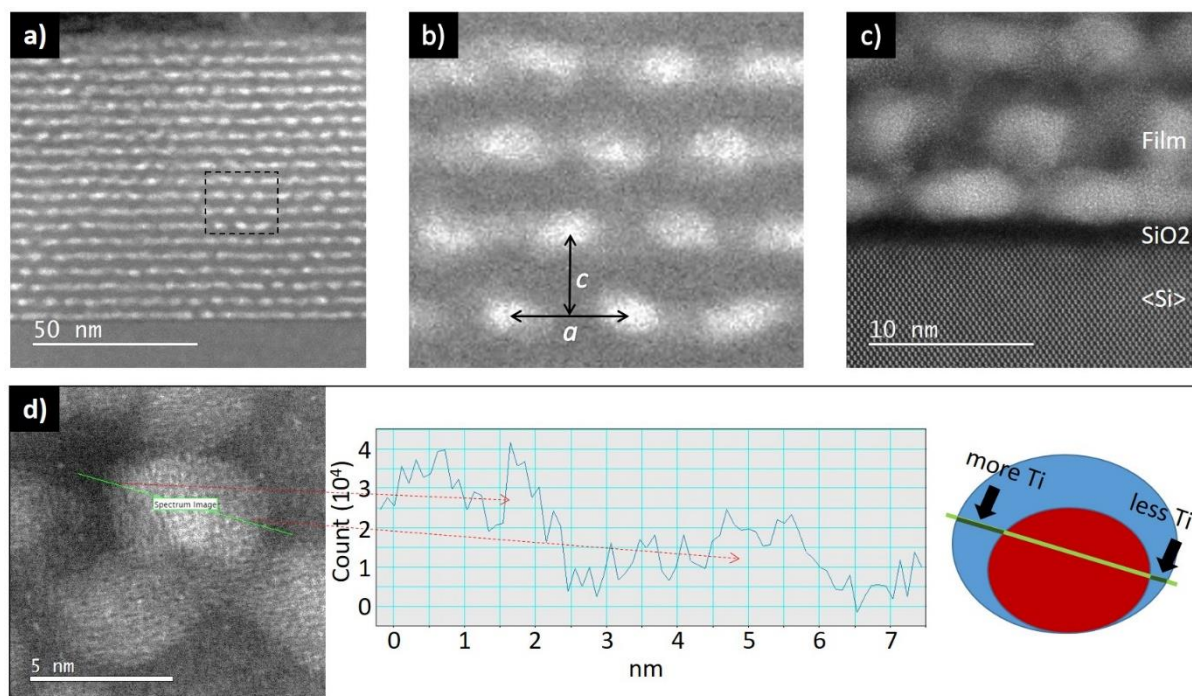 a)
50 nm
b)
c
a
c)
Film
SiO2
<Si>
10 nm
d)
Spectrum Image
5 nm
Count (10⁴)
4
3
2
1
0
0 1 2 3 4 5 6 7
nm
more Ti
less Ti